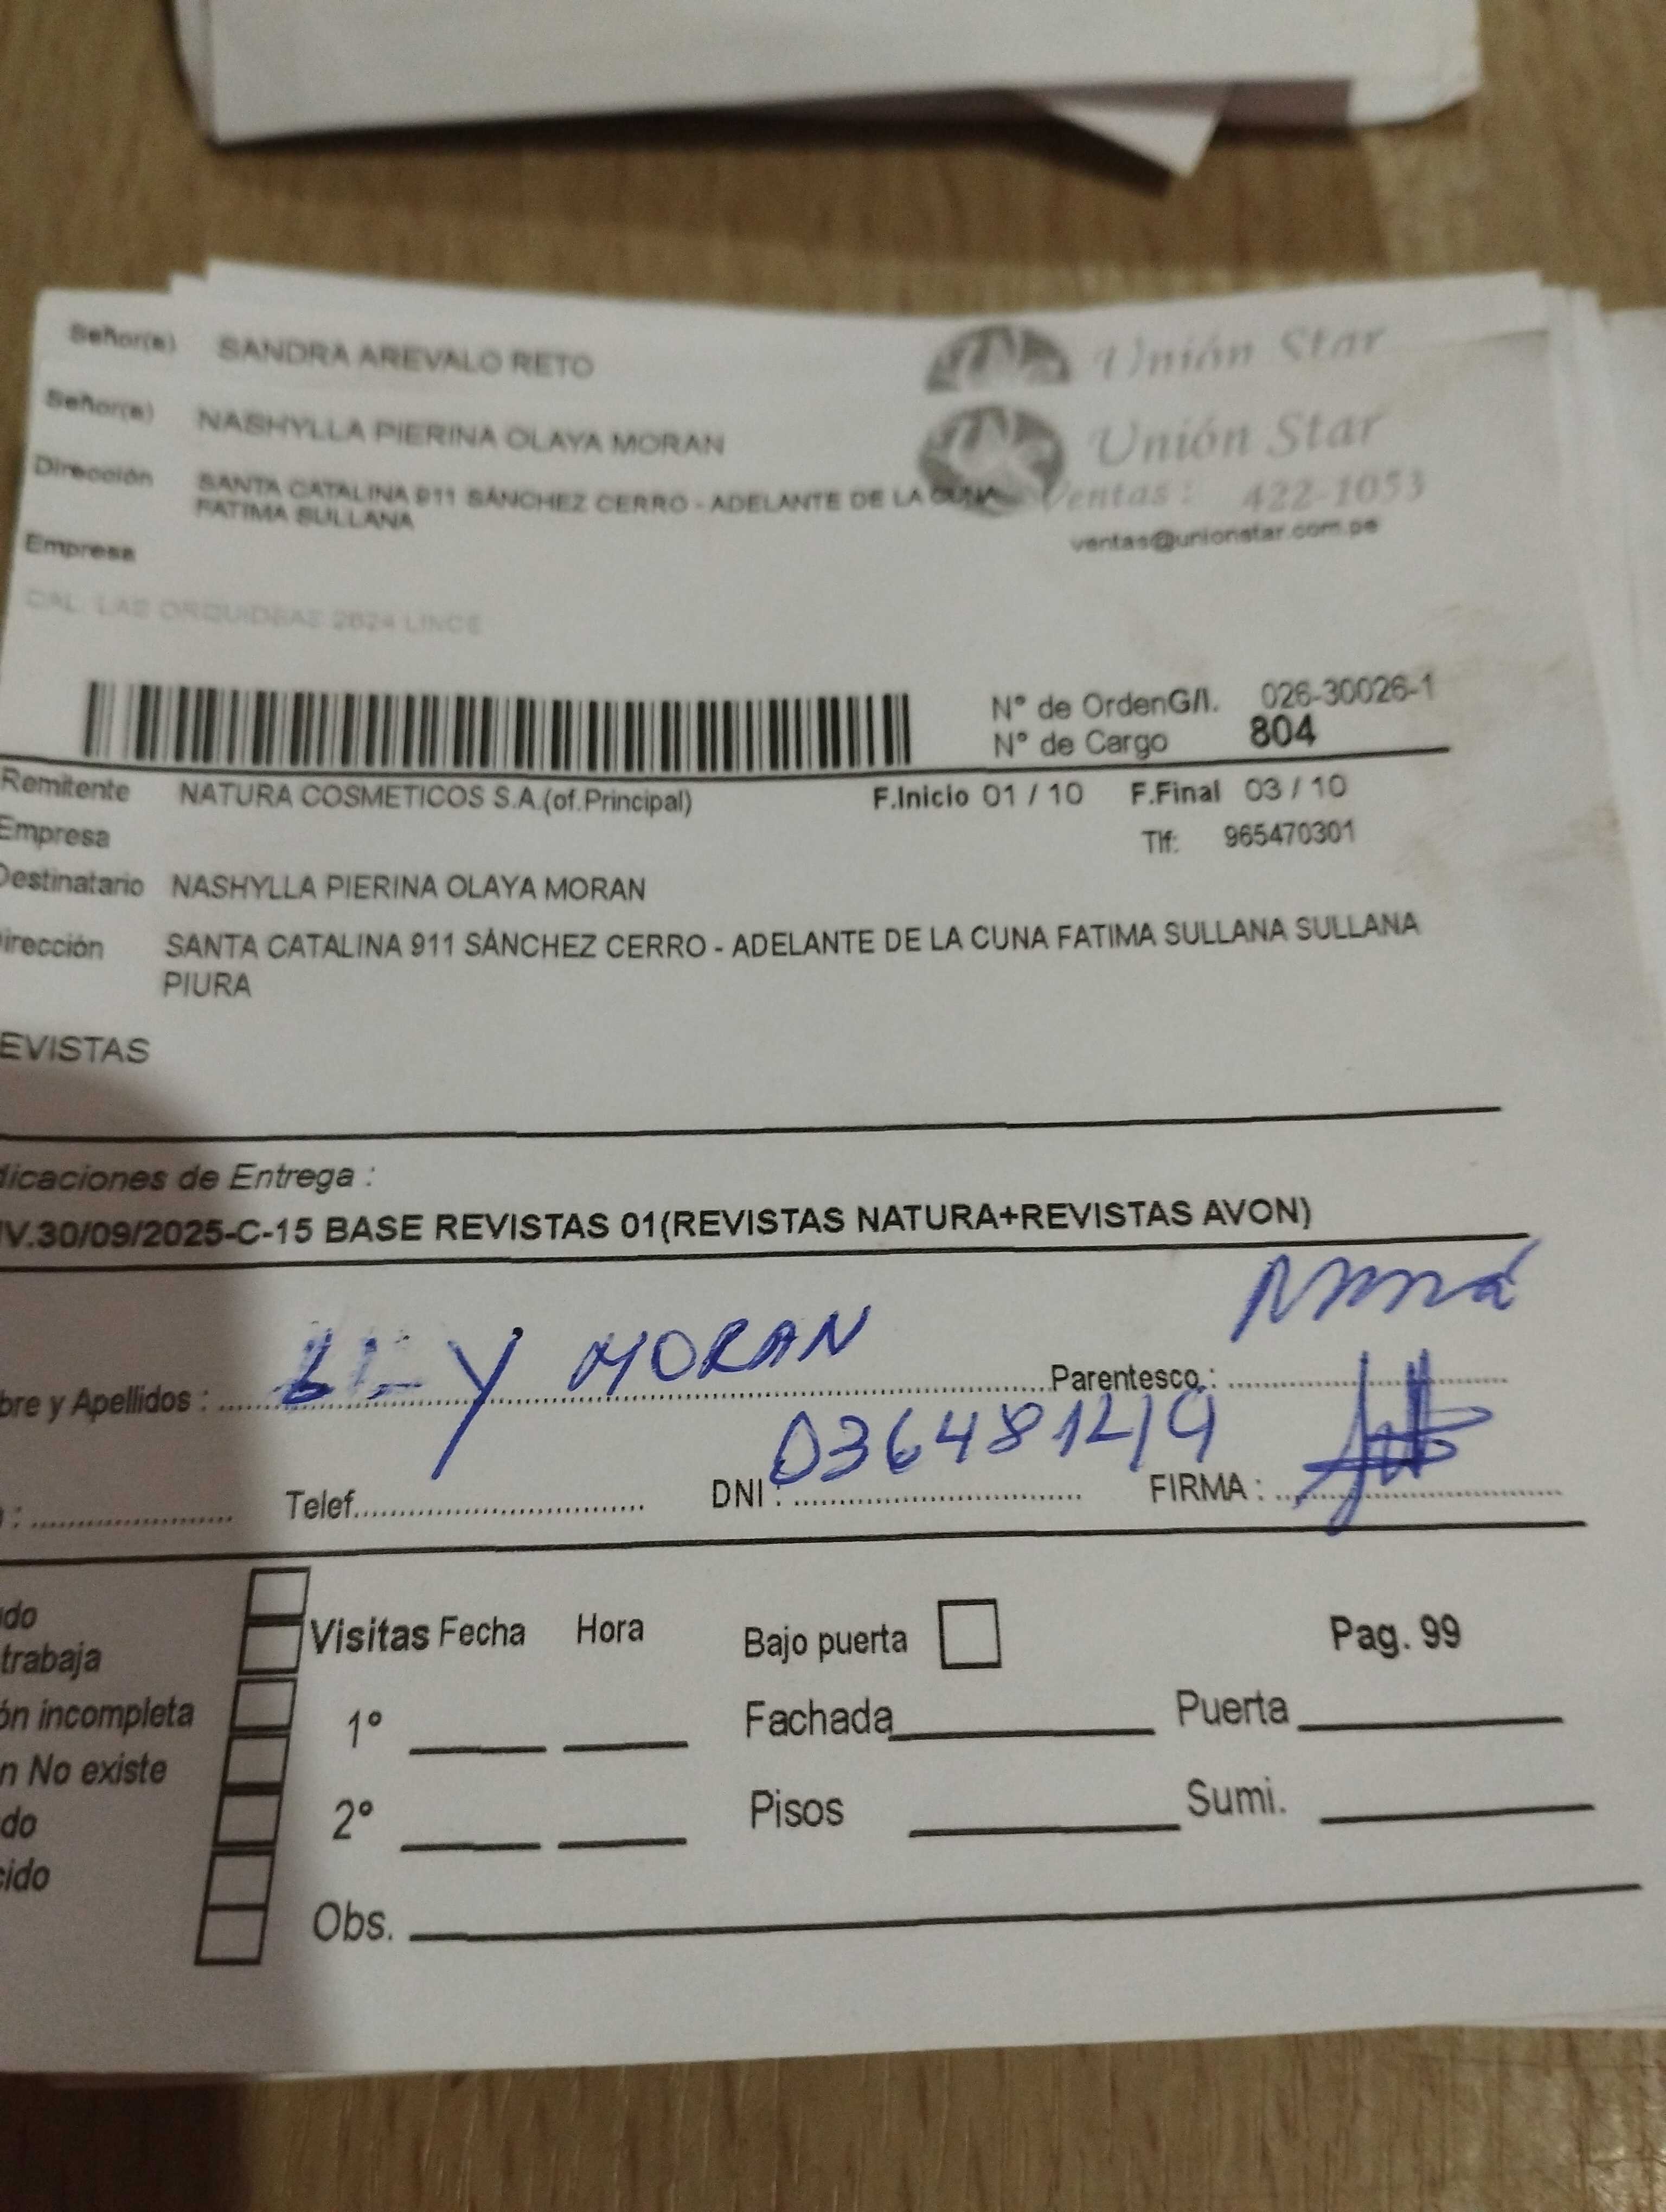 Señor(a) SANDRA AREVALO RETO Unión Star
Señor(a) NASHYLLA PIERINA OLAYA MORAN Unión Star
Dirección SANTA CATALINA 911 SÁNCHEZ CERRO - ADELANTE DE LA CUNA Ventas: 422-1053
FATIMA SULLANA
ventas@unionstar.com.pe
Empresa
CAL. LAS ORQUIDEAS 2624 LINCE
N° de OrdenG/I. 026-30026-1
N° de Cargo 804
Remitente NATURA COSMETICOS S.A.(of.Principal) F.Inicio 01 / 10 F.Final 03 / 10
Empresa Tlf: 965470301
Destinatario NASHYLLA PIERINA OLAYA MORAN
irección SANTA CATALINA 911 SÁNCHEZ CERRO - ADELANTE DE LA CUNA FATIMA SULLANA SULLANA
PIURA
EVISTAS
dicaciones de Entrega :
IV.30/09/2025-C-15 BASE REVISTAS 01(REVISTAS NATURA+REVISTAS AVON)
bre y Apellidos : MORAN Parentesco : Mamá
: Telef. DNI : FIRMA :
do
trabaja
ón incompleta
n No existe
do
cido
Visitas Fecha Hora Bajo puerta Pag. 99
1° Fachada Puerta
2° Pisos Sumi.
Obs.